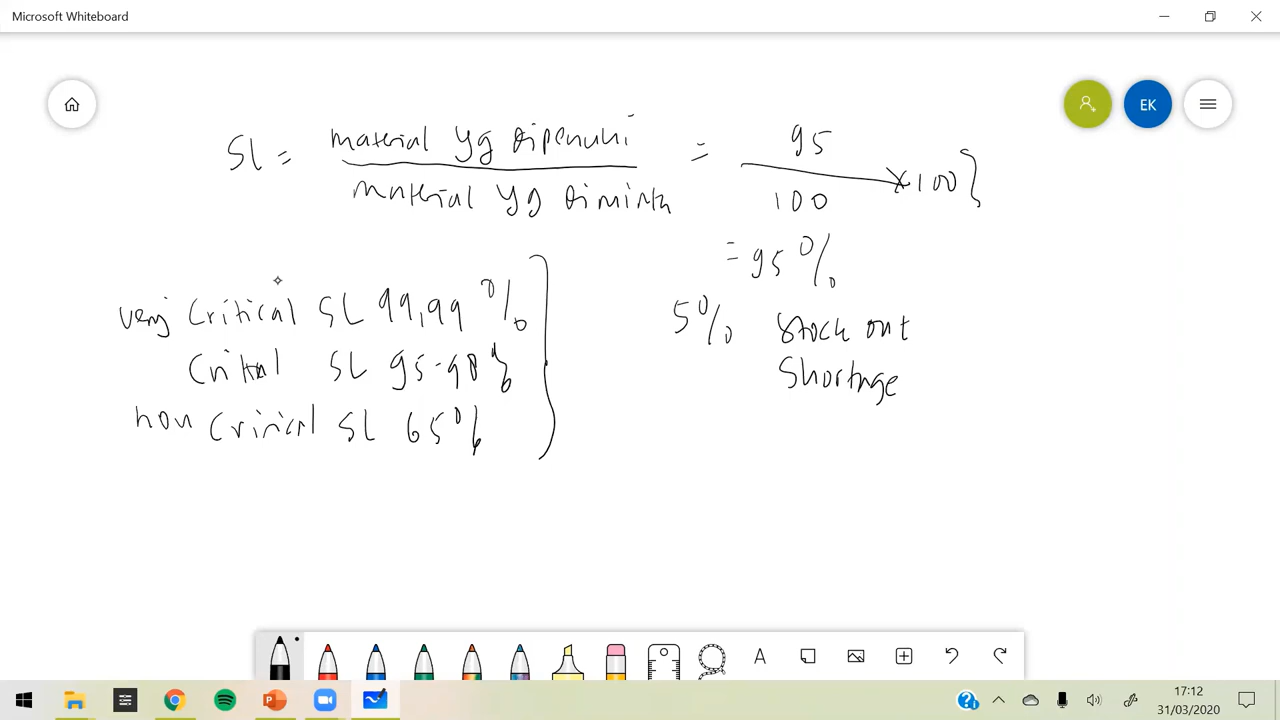 Microsoft Whiteboard
EK
SL = material yg dipenuhi / material yg diminta = 95 / 100 × 100%
= 95%
very critical SL 99,99 %
5% Stock out
Critical SL 95-98%
Shortage
non critical SL 65%
A
17:12
31/03/2020